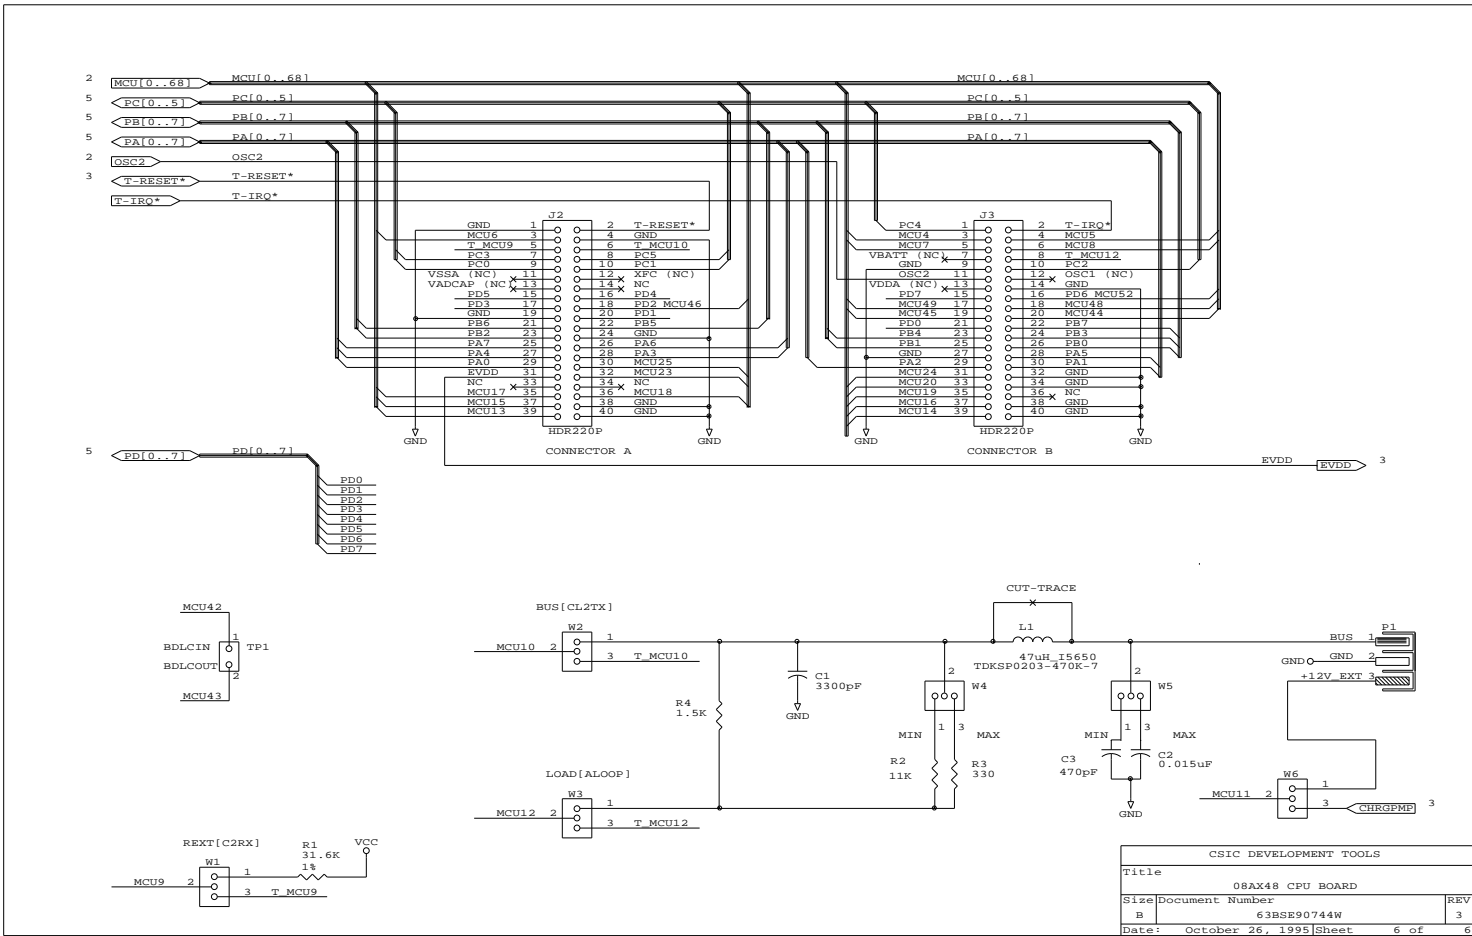 2 MCU[0..68] MCU[0..68] MCU[0..68]
5 PC[0..5] PC[0..5] PC[0..5]
5 PB[0..7] PB[0..7] PB[0..7]
5 PA[0..7] PA[0..7] PA[0..7]
2 OSC2 OSC2
3 T-RESET* T-RESET*
T-IRQ* T-IRQ*
J2
GND 1 2 T-RESET*
MCU6 3 4 GND
T_MCU9 5 6 T_MCU10
PC3 7 8 PC5
PC0 9 10 PC1
VSSA (NC) 11 12 XFC (NC)
VADCAP (NC) 13 14 NC
PD5 15 16 PD4
PD3 17 18 PD2 MCU46
GND 19 20 PD1
PB6 21 22 PB5
PB2 23 24 GND
PA7 25 26 PA6
PA4 27 28 PA3
PA0 29 30 MCU25
EVDD 31 32 MCU23
NC 33 34 NC
MCU17 35 36 MCU18
MCU15 37 38 GND
MCU13 39 40 GND
HDR220P
GND GND
CONNECTOR A
J3
PC4 1 2 T-IRQ*
MCU4 3 4 MCU5
MCU7 5 6 MCU8
VBATT (NC) 7 8 T_MCU12
GND 9 10 PC2
OSC2 11 12 OSC1 (NC)
VDDA (NC) 13 14 GND
PD7 15 16 PD6 MCU52
MCU49 17 18 MCU48
MCU45 19 20 MCU44
PD0 21 22 PB7
PB4 23 24 PB3
PB1 25 26 PB0
GND 27 28 PA5
PA2 29 30 PA1
MCU24 31 32 GND
MCU20 33 34 GND
MCU19 35 36 NC
MCU16 37 38 GND
MCU14 39 40 GND
HDR220P
GND GND
CONNECTOR B
5 PD[0..7] PD[0..7]
EVDD EVDD 3
PD0
PD1
PD2
PD3
PD4
PD5
PD6
PD7
MCU42
1
BDLCIN TP1
BDLCOUT
2
MCU43
BUS[CL2TX]
W2
1
MCU10 2
3 T_MCU10
C1
3300pF
GND
R4
1.5K
CUT-TRACE
L1
47uH_I5650
TDKSP0203-470K-7
2
W4
1 3
MIN MAX
R2
11K
R3
330
2
W5
1 3
MIN MAX
C3
470pF
C2
0.015uF
GND
P1
BUS 1
GND GND 2
+12V_EXT 3
LOAD[ALOOP]
W3
1
MCU12 2
3 T_MCU12
W6
1
MCU11 2
3 CHRGPMP 3
REXT[C2RX]
R1
31.6K
1%
VCC
W1
1
MCU9 2
3 T_MCU9
CSIC DEVELOPMENT TOOLS
Title
08AX48 CPU BOARD
Size Document Number REV
B 63BSE90744W 3
Date: October 26, 1995 Sheet 6 of 6